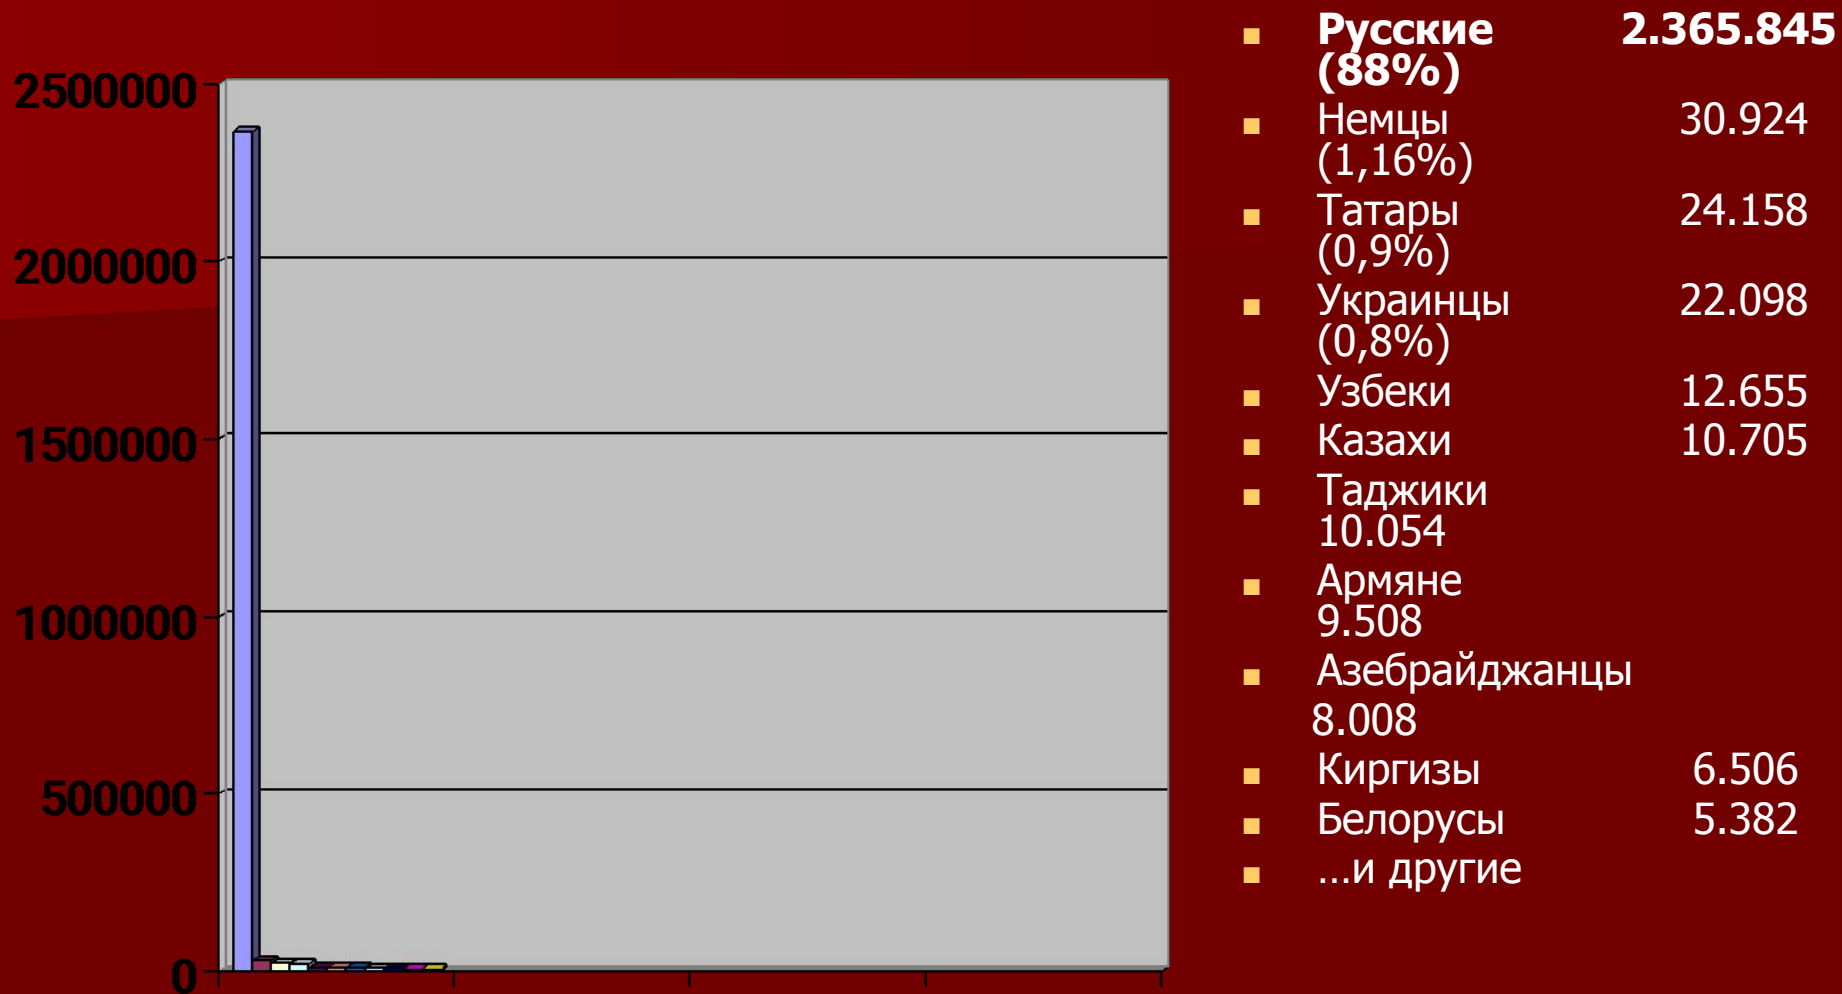 2500000
2000000
1500000
1000000
500000
0
Русские 2.365.845
(88%)
Немцы 30.924
(1,16%)
Татары 24.158
(0,9%)
Украинцы 22.098
(0,8%)
Узбеки 12.655
Казахи 10.705
Таджики
10.054
Армяне
9.508
Азебрайджанцы
8.008
Киргизы 6.506
Белорусы 5.382
…и другие